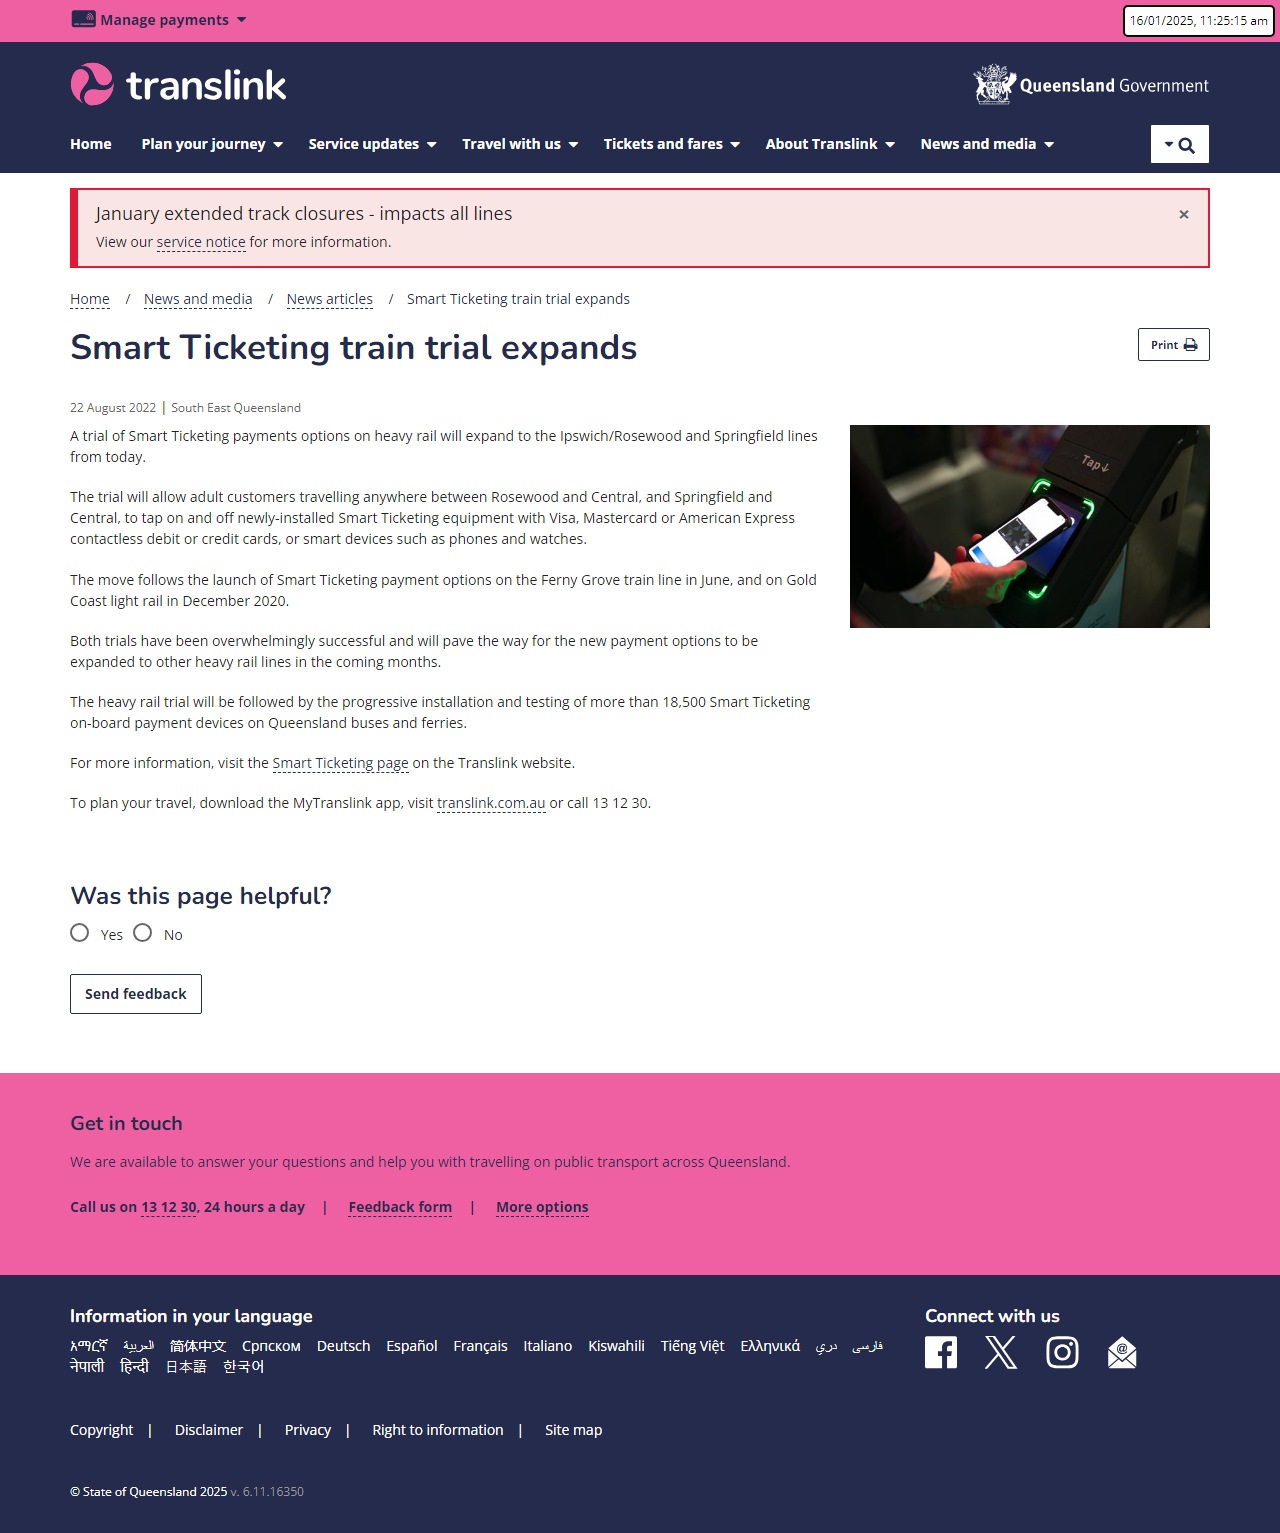 Manage payments
16/01/2025, 11:25:15 am
translink
Queensland Government
Home
Plan your journey
Service updates
Travel with us
Tickets and fares
About Translink
News and media
January extended track closures - impacts all lines
×
View our service notice for more information.
Home / News and media / News articles / Smart Ticketing train trial expands
Smart Ticketing train trial expands
Print
22 August 2022 | South East Queensland
A trial of Smart Ticketing payments options on heavy rail will expand to the Ipswich/Rosewood and Springfield lines
from today.
Tap
The trial will allow adult customers travelling anywhere between Rosewood and Central, and Springfield and
Central, to tap on and off newly-installed Smart Ticketing equipment with Visa, Mastercard or American Express
contactless debit or credit cards, or smart devices such as phones and watches.
The move follows the launch of Smart Ticketing payment options on the Ferny Grove train line in June, and on Gold
Coast light rail in December 2020.
Both trials have been overwhelmingly successful and will pave the way for the new payment options to be
expanded to other heavy rail lines in the coming months.
The heavy rail trial will be followed by the progressive installation and testing of more than 18,500 Smart Ticketing
on-board payment devices on Queensland buses and ferries.
For more information, visit the Smart Ticketing page on the Translink website.
To plan your travel, download the MyTranslink app, visit translink.com.au or call 13 12 30.
Was this page helpful?
Yes
No
Send feedback
Get in touch
We are available to answer your questions and help you with travelling on public transport across Queensland.
Call us on 13 12 30, 24 hours a day | Feedback form | More options
Information in your language
Connect with us
አማርኛ العربية 简体中文 Српском Deutsch Español Français Italiano Kiswahili Tiếng Việt Ελληνικά دري فارسی
नेपाली हिन्दी 日本語 한국어
Copyright | Disclaimer | Privacy | Right to information | Site map
© State of Queensland 2025 v. 6.11.16350